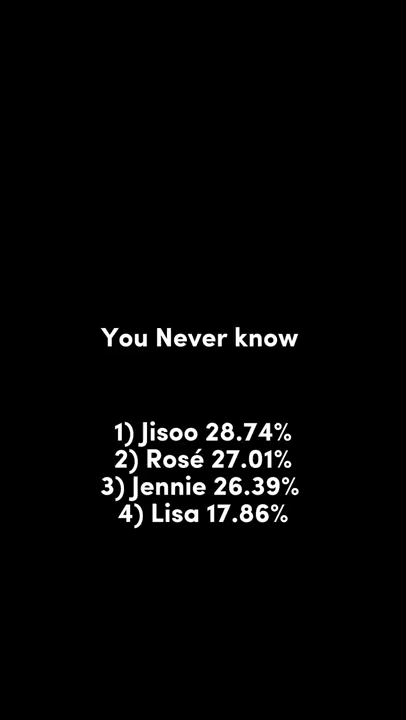 You Never know
1) Jisoo 28.74%
2) Rosé 27.01%
3) Jennie 26.39%
4) Lisa 17.86%